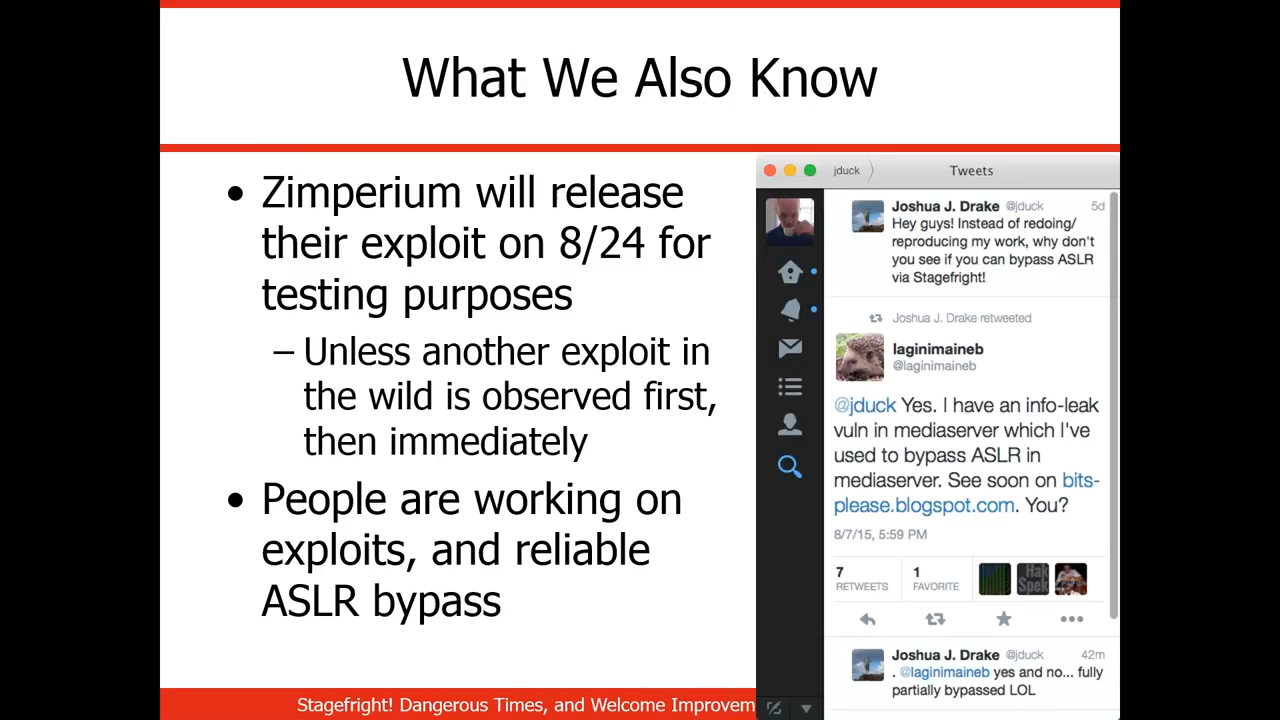 What We Also Know
• Zimperium will release
their exploit on 8/24 for
testing purposes
– Unless another exploit in
the wild is observed first,
then immediately
• People are working on
exploits, and reliable
ASLR bypass
jduck
Tweets
Joshua J. Drake @jduck 5d
Hey guys! Instead of redoing/
reproducing my work, why don't
you see if you can bypass ASLR
via Stagefright!
Joshua J. Drake retweeted
laginimaineb
@laginimaineb
@jduck Yes. I have an info-leak
vuln in mediaserver which I've
used to bypass ASLR in
mediaserver. See soon on bits-
please.blogspot.com. You?
8/7/15, 5:59 PM
7
RETWEETS
1
FAVORITE
Hak
Spek
Joshua J. Drake @jduck 42m
. @laginimaineb yes and no... fully
partially bypassed LOL
Stagefright! Dangerous Times, and Welcome Improvem